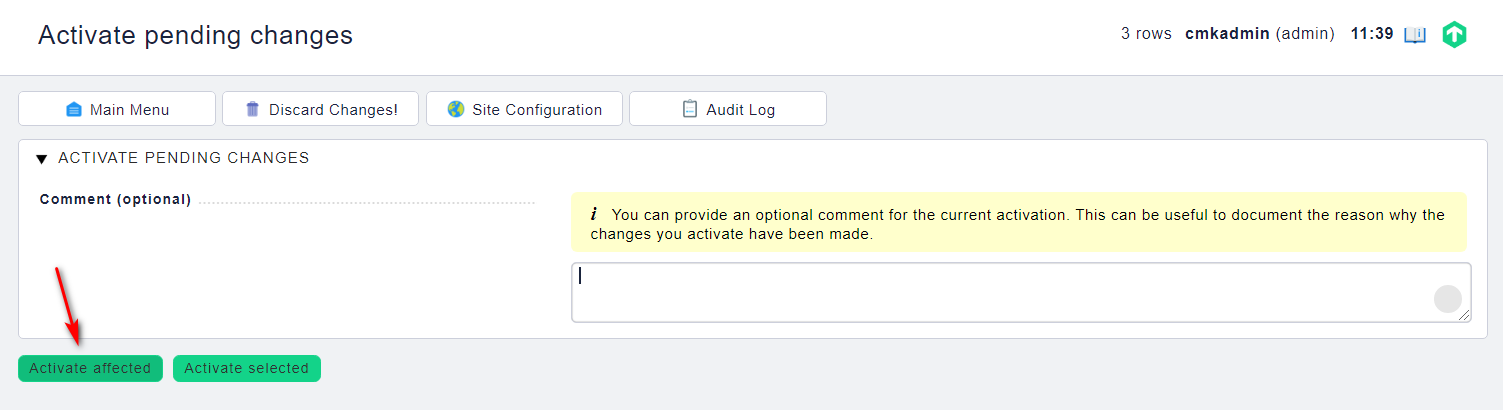 Activate pending changes
3 rows cmkadmin (admin) 11:39
Main Menu
Discard Changes!
Site Configuration
Audit Log
ACTIVATE PENDING CHANGES
Comment (optional)
i You can provide an optional comment for the current activation. This can be useful to document the reason why the
changes you activate have been made.
Activate affected
Activate selected